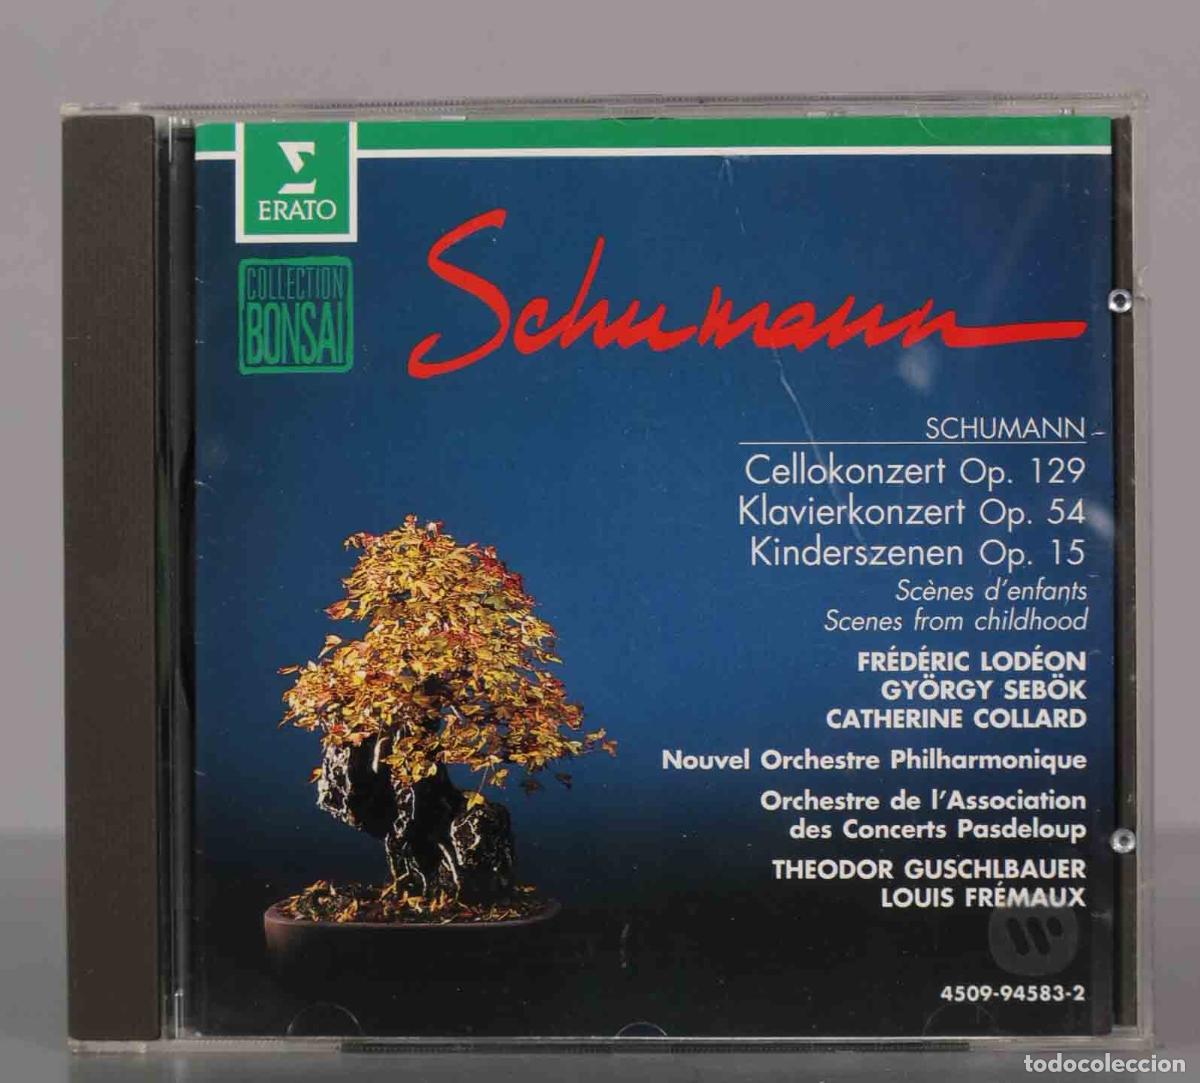 ERATO
COLLECTION
BONSAI
Schumann
SCHUMANN
Cellokonzert Op. 129
Klavierkonzert Op. 54
Kinderszenen Op. 15
Scènes d'enfants
Scenes from childhood
FRÉDÉRIC LODÉON
GYÖRGY SEBÖK
CATHERINE COLLARD
Nouvel Orchestre Philharmonique
Orchestre de l'Association
des Concerts Pasdeloup
THEODOR GUSCHLBAUER
LOUIS FRÉMAUX
4509-94583-2
todocoleccion